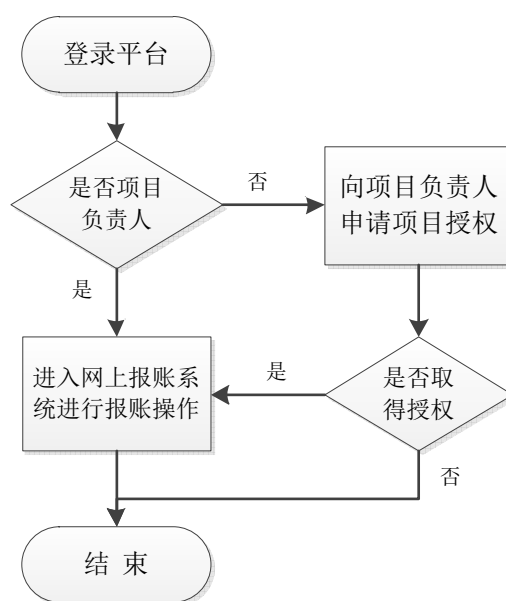 登录平台
是否项目
负责人
否
向项目负责人
申请项目授权
是
进入网上报账系
统进行报账操作
是
是否取
得授权
否
结 束